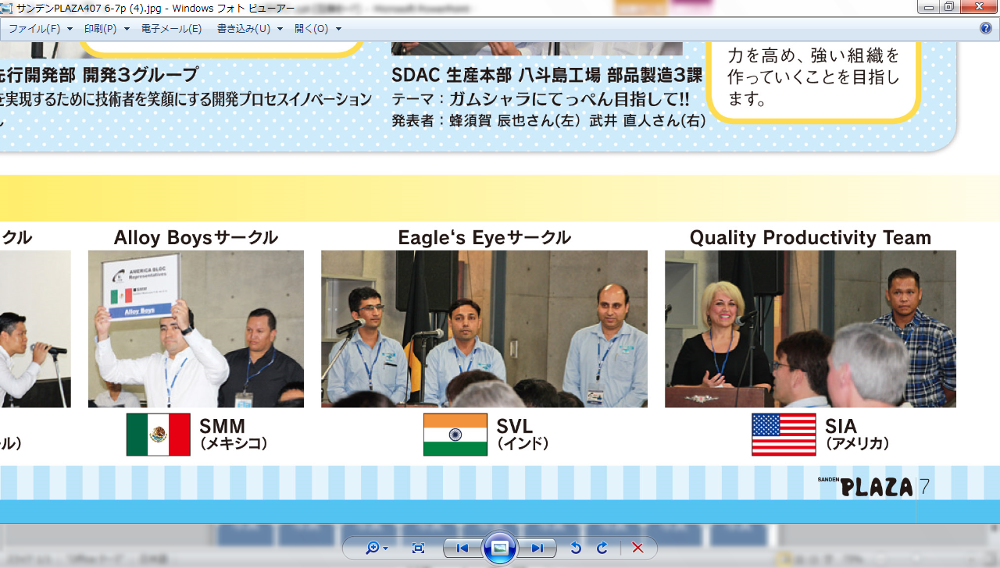 サンデンPLAZA407 6-7p (4).jpg - Windows フォト ビューアー
ファイル(F) 印刷(P) 電子メール(E) 書き込み(U) 開く(O)
力を高め、強い組織を
作っていくことを目指し
ます。
先行開発部 開発3グループ
を実現するために技術者を笑顔にする開発プロセスイノベーション
SDAC 生産本部 八斗島工場 部品製造3課
テーマ：ガムシャラにてっぺん目指して!!
発表者：蜂須賀 辰也さん(左) 武井 直人さん(右)
クル
Alloy Boysサークル
Eagle‘s Eyeサークル
Quality Productivity Team
AMERICA BLOC
Representatives
SMM
Alloy Boys
ール）
SMM
（メキシコ）
SVL
（インド）
SIA
（アメリカ）
SANDEN PLAZA 7